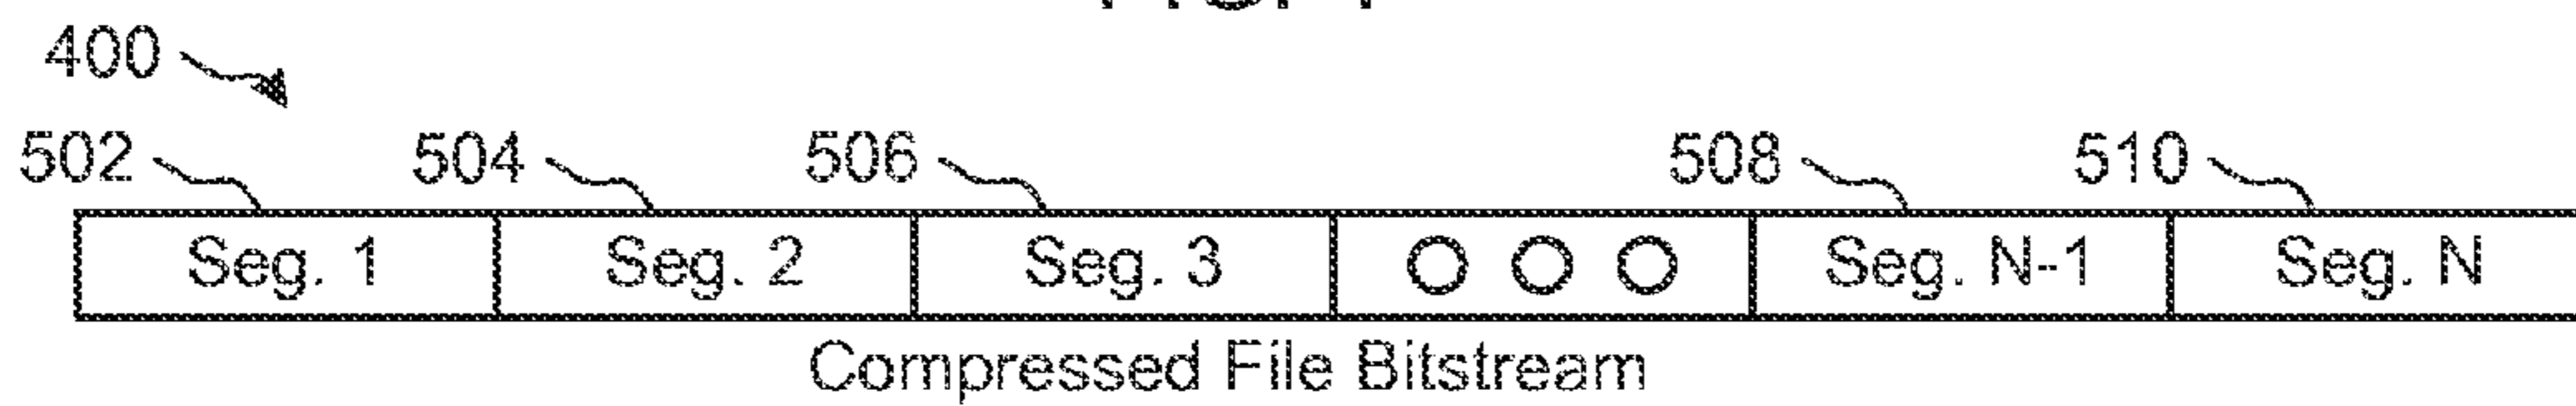 400
502 504 506 508 510
Seg. 1 Seg. 2 Seg. 3 O O O Seg. N-1 Seg. N
Compressed File Bitstream